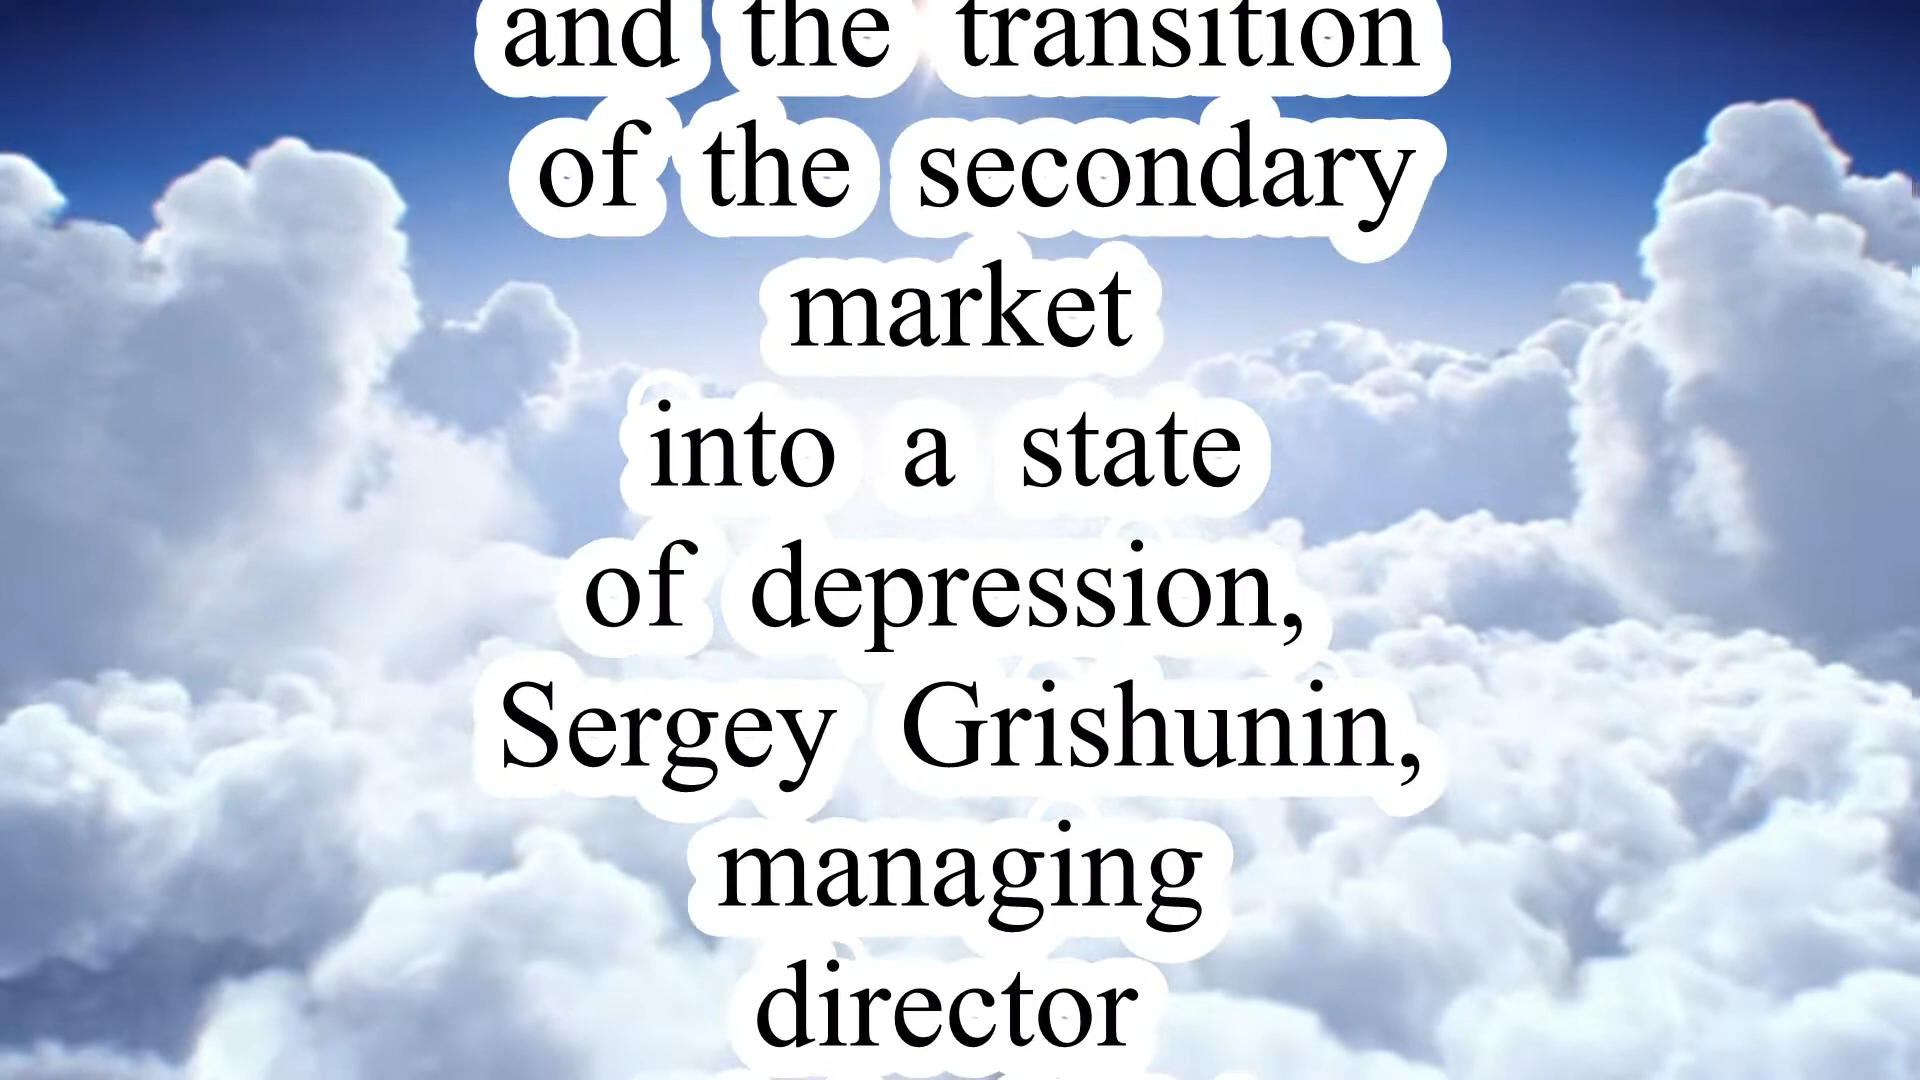 and the transition
of the secondary
market
into a state
of depression,
Sergey Grishunin,
managing
director